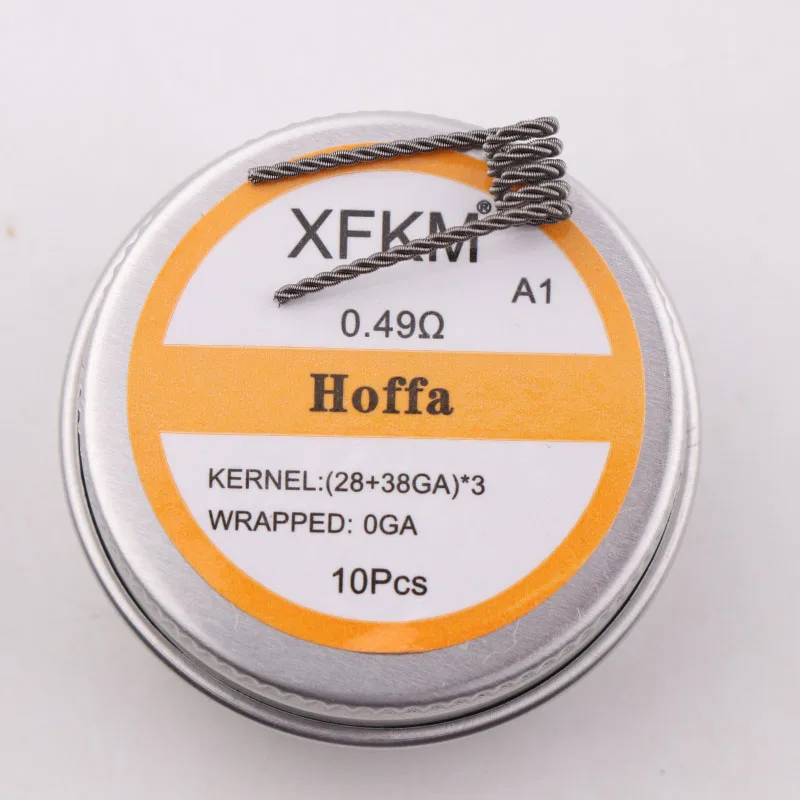 XFKM®
A1
0.49Ω
Hoffa
KERNEL:(28+38GA)*3
WRAPPED: 0GA
10Pcs